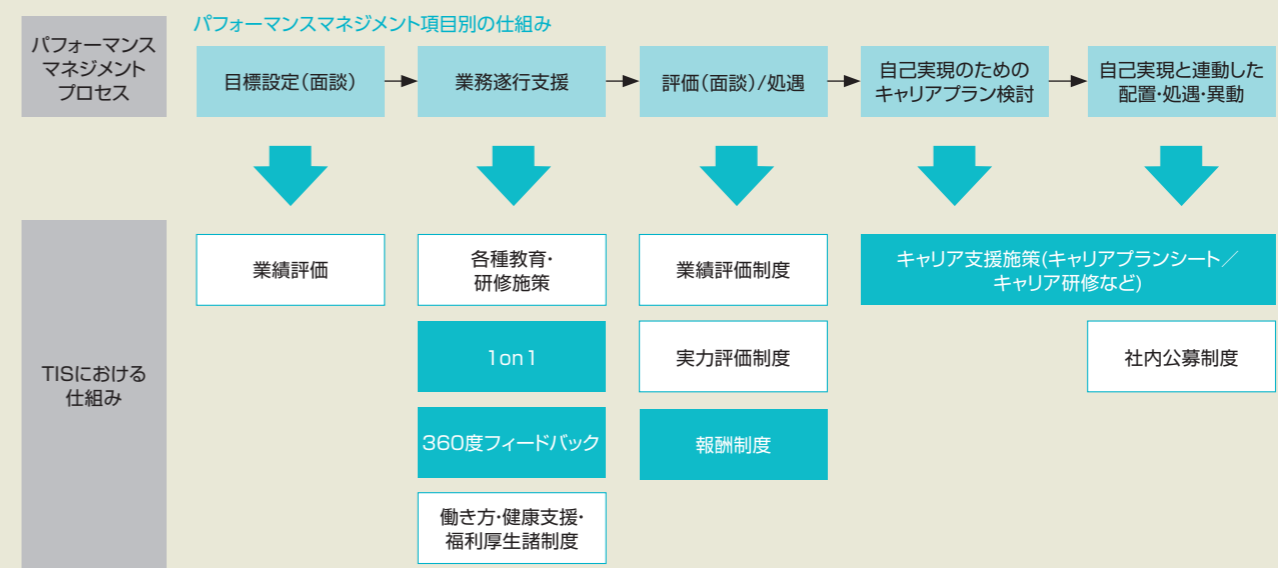 パフォーマンスマネジメント項目別の仕組み
パフォーマンス
マネジメント
プロセス
目標設定(面談)
業務遂行支援
評価(面談)/処遇
自己実現のための
キャリアプラン検討
自己実現と連動した
配置・処遇・異動
TISにおける
仕組み
業績評価
各種教育・
研修施策
1on1
360度フィードバック
働き方・健康支援・
福利厚生諸制度
業績評価制度
実力評価制度
報酬制度
キャリア支援施策(キャリアプランシート／
キャリア研修など)
社内公募制度